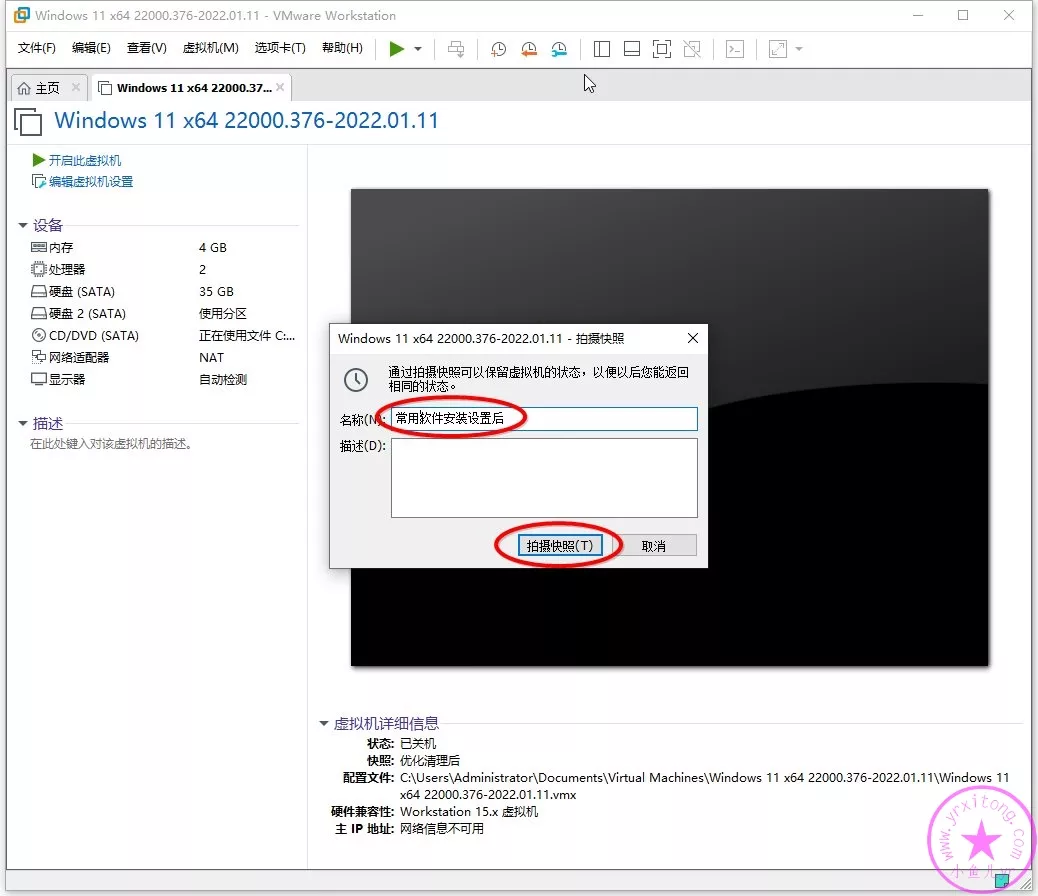 Windows 11 x64 22000.376-2022.01.11 - VMware Workstation
文件(F) 编辑(E) 查看(V) 虚拟机(M) 选项卡(T) 帮助(H)
主页 Windows 11 x64 22000.37...
Windows 11 x64 22000.376-2022.01.11
开启此虚拟机
编辑虚拟机设置
设备
内存 4 GB
处理器 2
硬盘 (SATA) 35 GB
硬盘 2 (SATA) 使用分区
CD/DVD (SATA) 正在使用文件 C:...
网络适配器 NAT
显示器 自动检测
描述
在此处键入对该虚拟机的描述。
Windows 11 x64 22000.376-2022.01.11 - 拍摄快照
通过拍摄快照可以保留虚拟机的状态，以便以后您能返回
相同的状态。
名称(N): 常用软件安装设置后
描述(D):
拍摄快照(T) 取消
虚拟机详细信息
状态: 已关机
快照: 优化清理后
配置文件: C:\Users\Administrator\Documents\Virtual Machines\Windows 11 x64 22000.376-2022.01.11\Windows 11
x64 22000.376-2022.01.11.vmx
硬件兼容性: Workstation 15.x 虚拟机
主 IP 地址: 网络信息不可用
www.yrxitong.com
小鱼儿yr